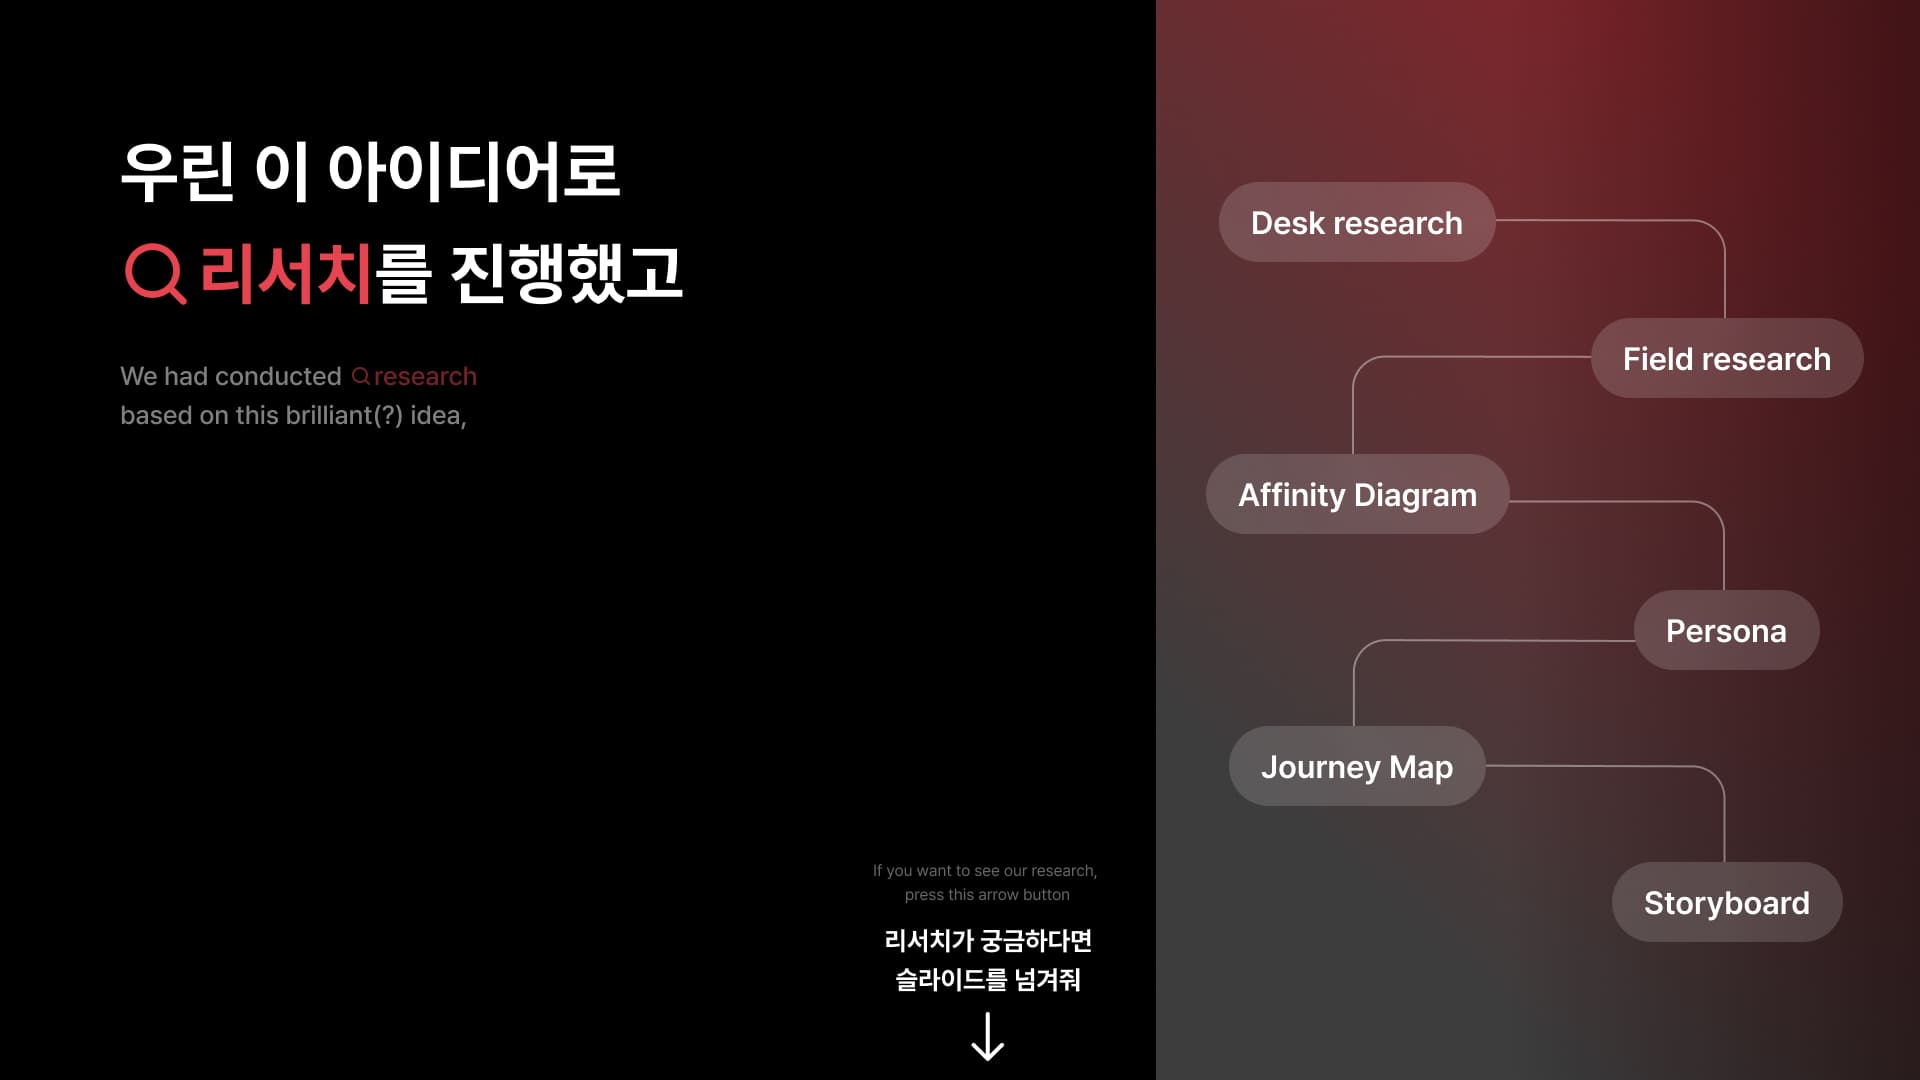 우린 이 아이디어로
리서치를 진행했고
We had conducted research
based on this brilliant(?) idea,
If you want to see our research,
press this arrow button
리서치가 궁금하다면
슬라이드를 넘겨줘
Desk research
Field research
Affinity Diagram
Persona
Journey Map
Storyboard